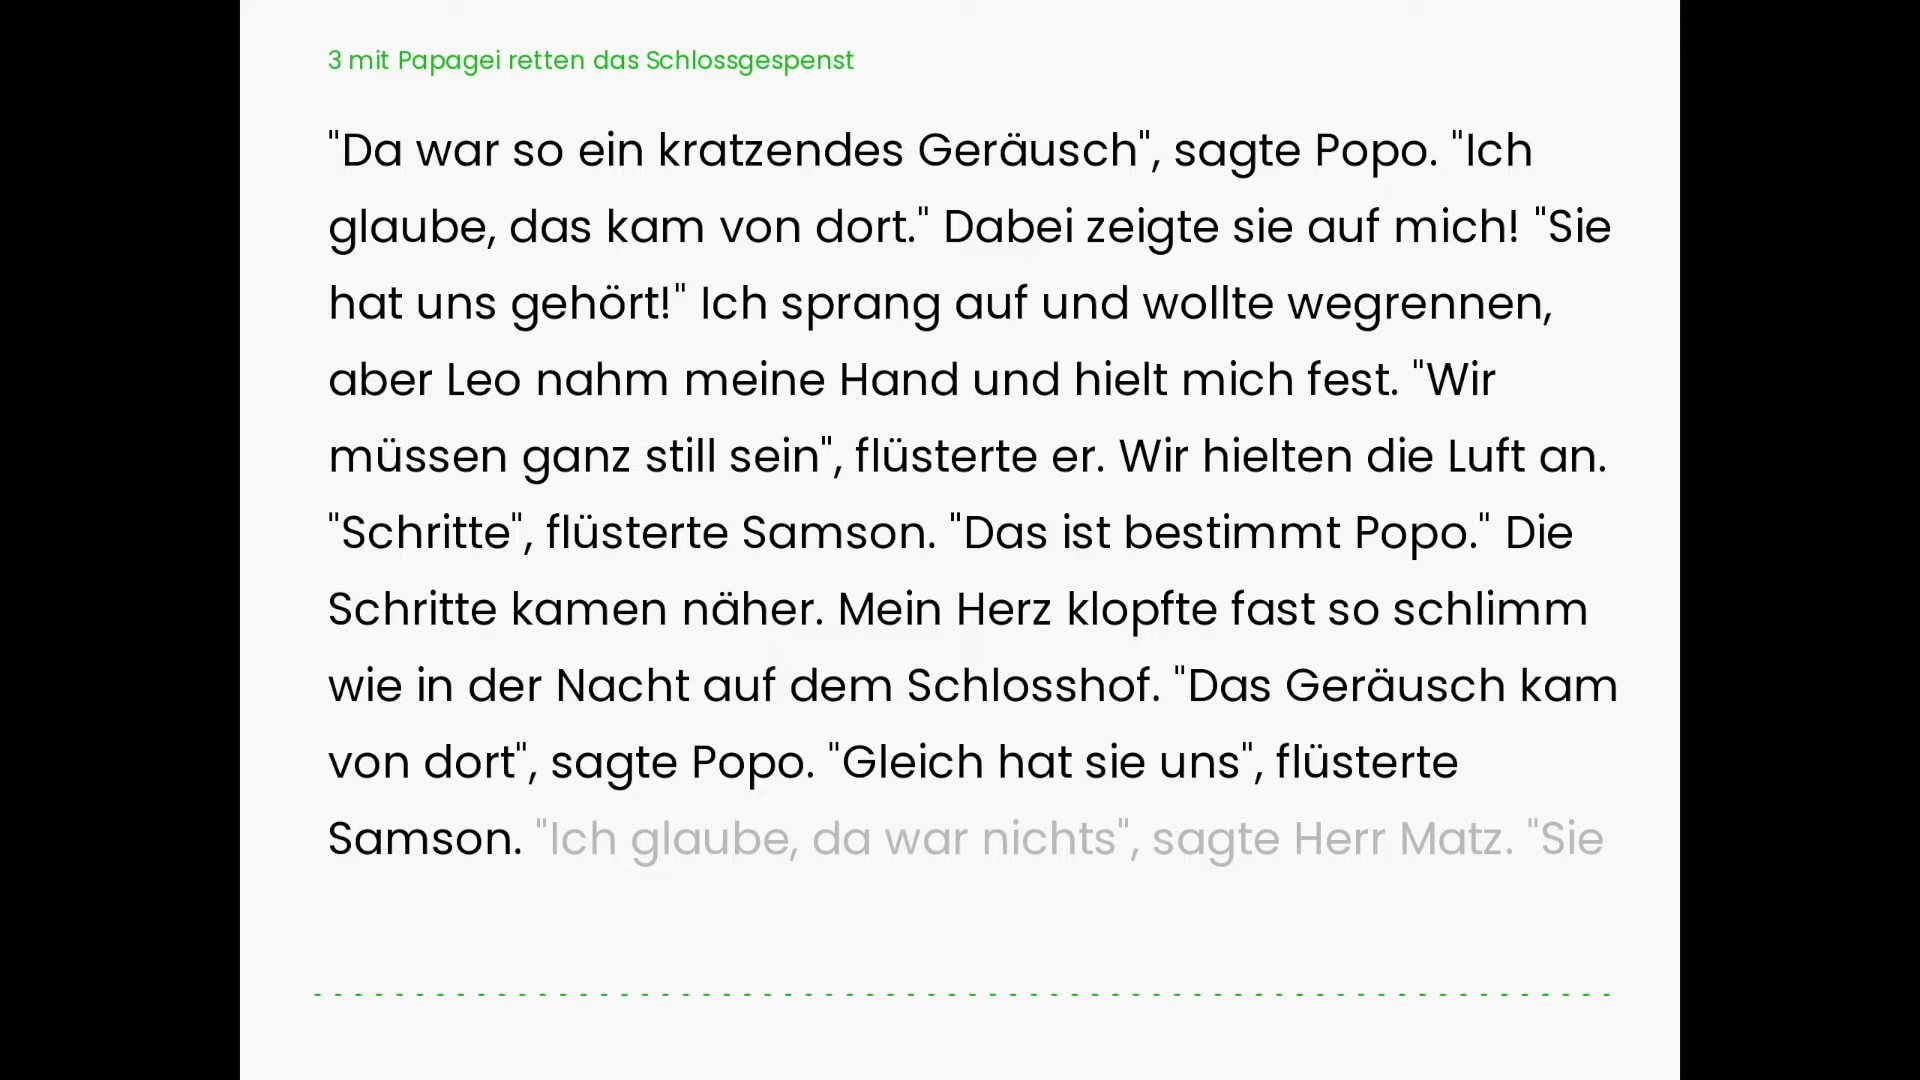 3 mit Papagei retten das Schlossgespenst
"Da war so ein kratzendes Geräusch", sagte Popo. "Ich
glaube, das kam von dort." Dabei zeigte sie auf mich! "Sie
hat uns gehört!" Ich sprang auf und wollte wegrennen,
aber Leo nahm meine Hand und hielt mich fest. "Wir
müssen ganz still sein", flüsterte er. Wir hielten die Luft an.
"Schritte", flüsterte Samson. "Das ist bestimmt Popo." Die
Schritte kamen näher. Mein Herz klopfte fast so schlimm
wie in der Nacht auf dem Schlosshof. "Das Geräusch kam
von dort", sagte Popo. "Gleich hat sie uns", flüsterte
Samson. "Ich glaube, da war nichts", sagte Herr Matz. "Sie